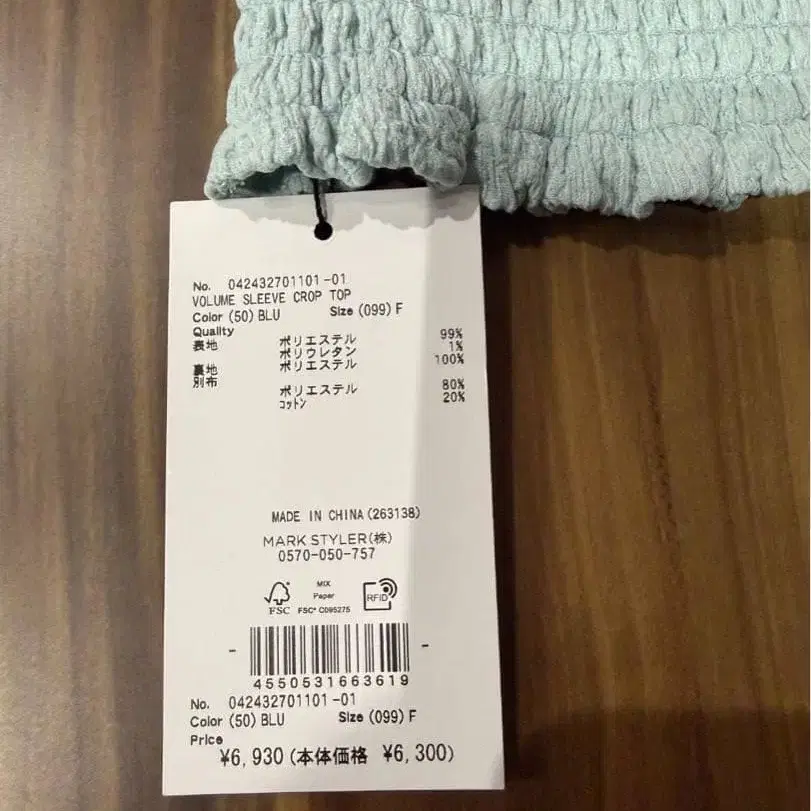 No. 042432701101-01
VOLUME SLEEVE CROP TOP
Color (50) BLU Size (099) F
Quality
表地 ポリエステル 99%
ポリウレタン 1%
裏地 ポリエステル 100%
別布
ポリエステル 80%
コットン 20%
MADE IN CHINA (263138)
MARK STYLER(株)
0570-050-757
FSC
MIX
Paper
FSC® C095275
RFID
4550531663619
No. 042432701101-01
Color (50) BLU Size (099) F
Price
¥6,930 (本体価格 ¥6,300)